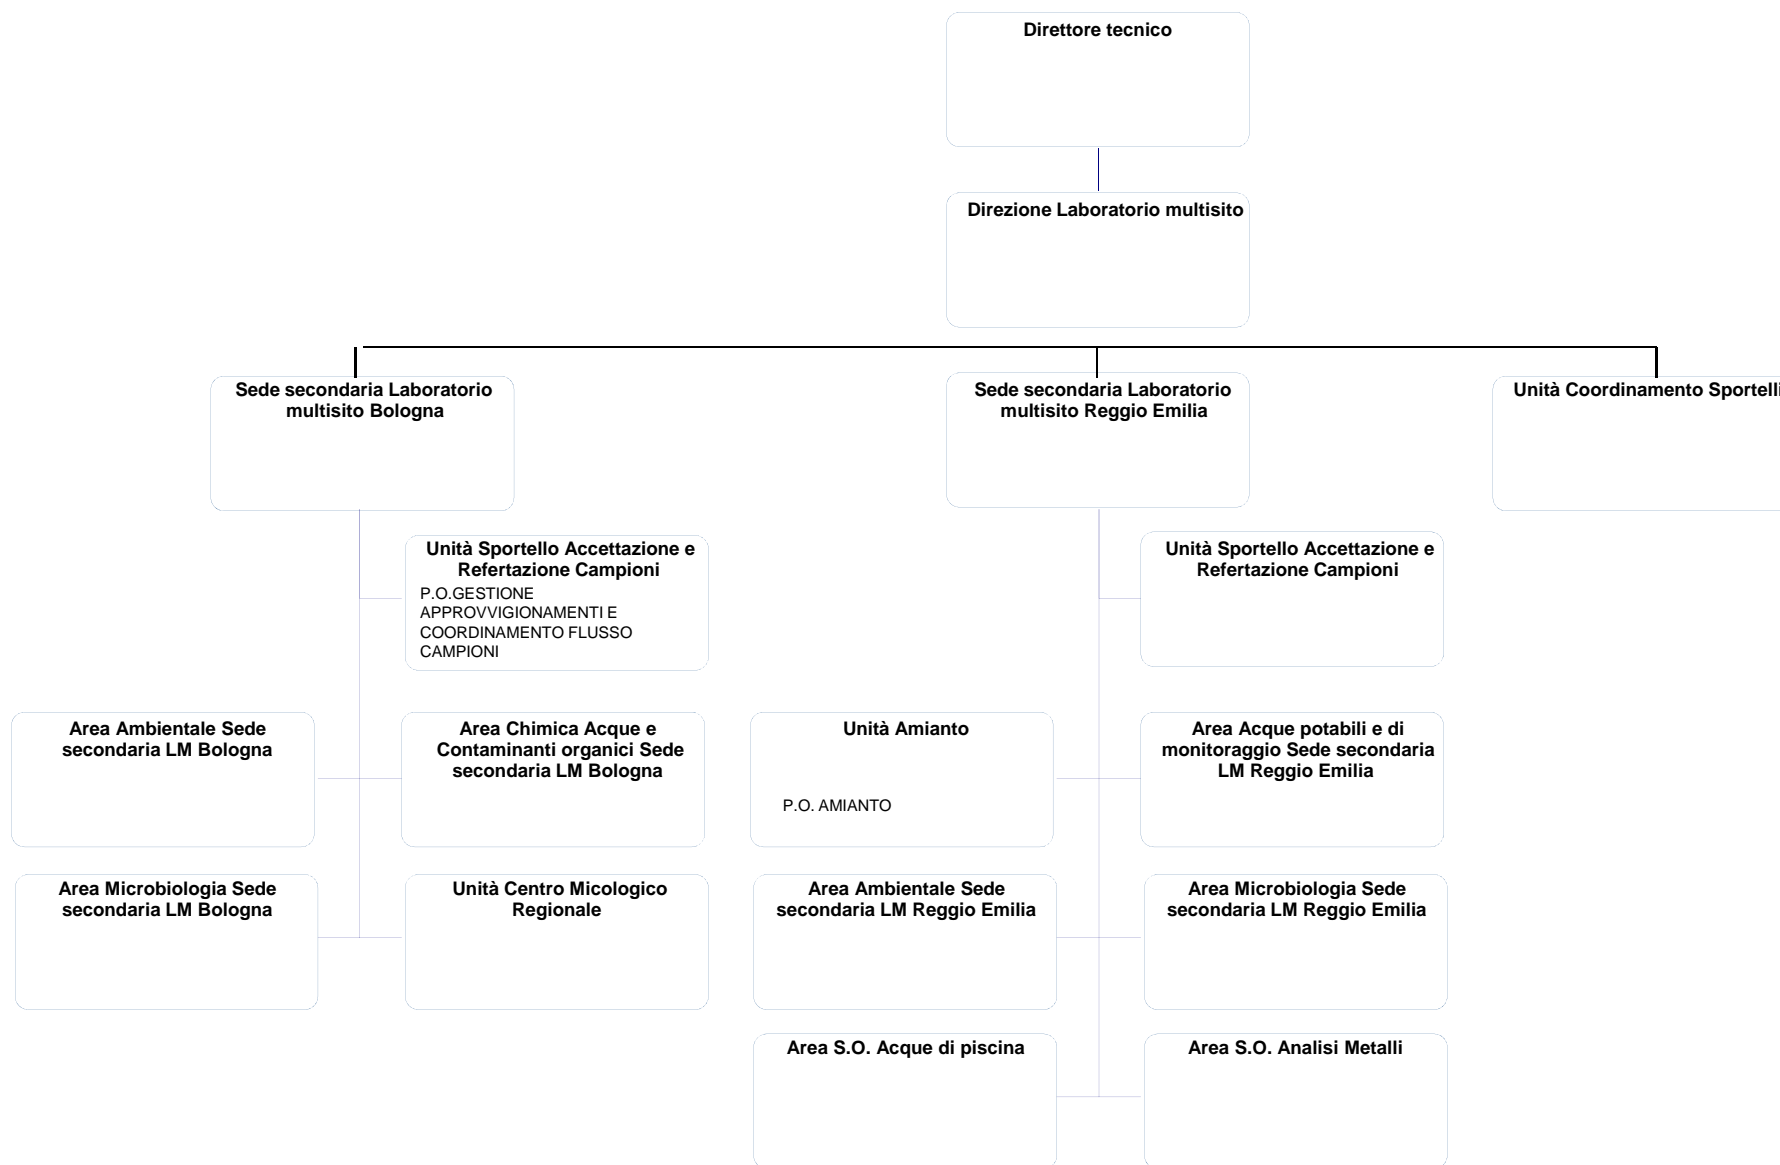 Direttore tecnico
Direzione Laboratorio multisito
Sede secondaria Laboratorio
multisito Bologna
Sede secondaria Laboratorio
multisito Reggio Emilia
Unità Coordinamento Sportelli
Unità Sportello Accettazione e
Refertazione Campioni
P.O.GESTIONE
APPROVVIGIONAMENTI E
COORDINAMENTO FLUSSO
CAMPIONI
Unità Sportello Accettazione e
Refertazione Campioni
Area Ambientale Sede
secondaria LM Bologna
Area Chimica Acque e
Contaminanti organici Sede
secondaria LM Bologna
Unità Amianto
P.O. AMIANTO
Area Acque potabili e di
monitoraggio Sede secondaria
LM Reggio Emilia
Area Microbiologia Sede
secondaria LM Bologna
Unità Centro Micologico
Regionale
Area Ambientale Sede
secondaria LM Reggio Emilia
Area Microbiologia Sede
secondaria LM Reggio Emilia
Area S.O. Acque di piscina
Area S.O. Analisi Metalli